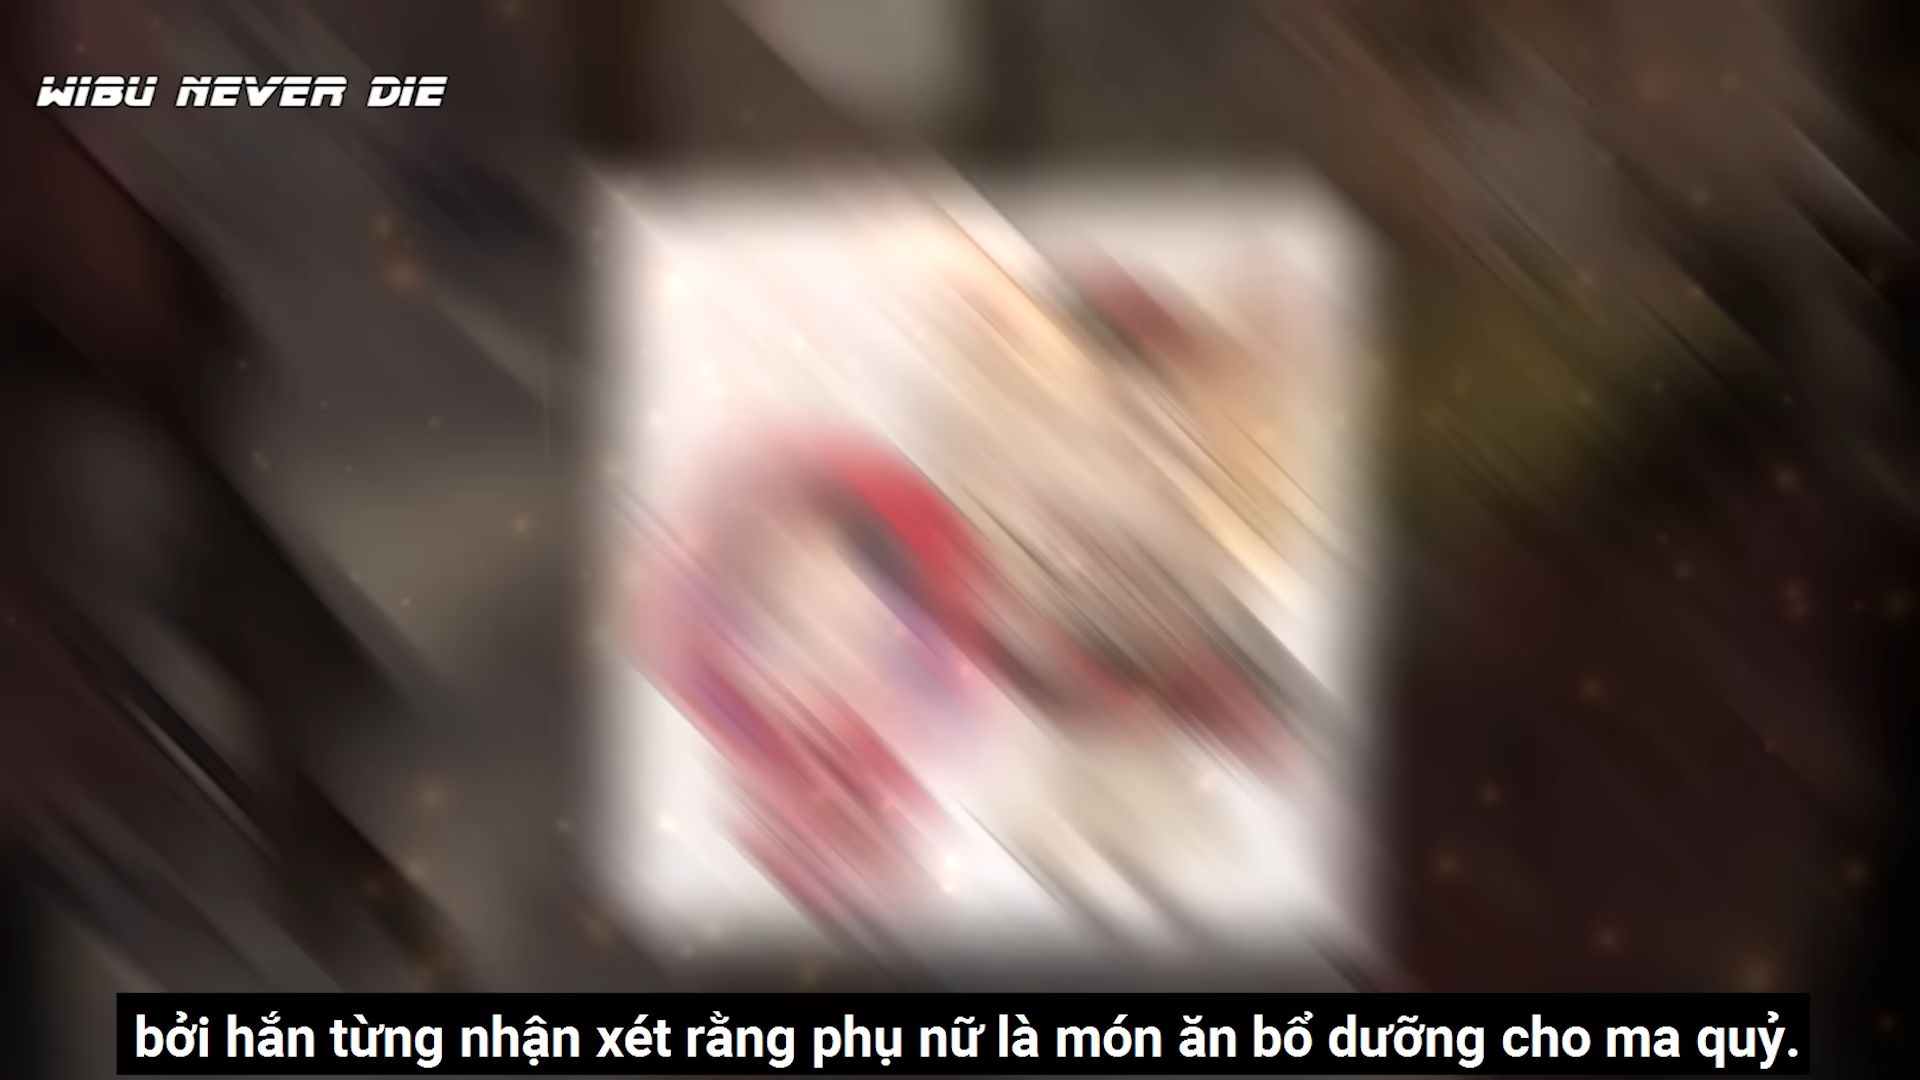 WIBU NEVER DIE
bởi hắn từng nhận xét rằng phụ nữ là món ăn bổ dưỡng cho ma quỷ.